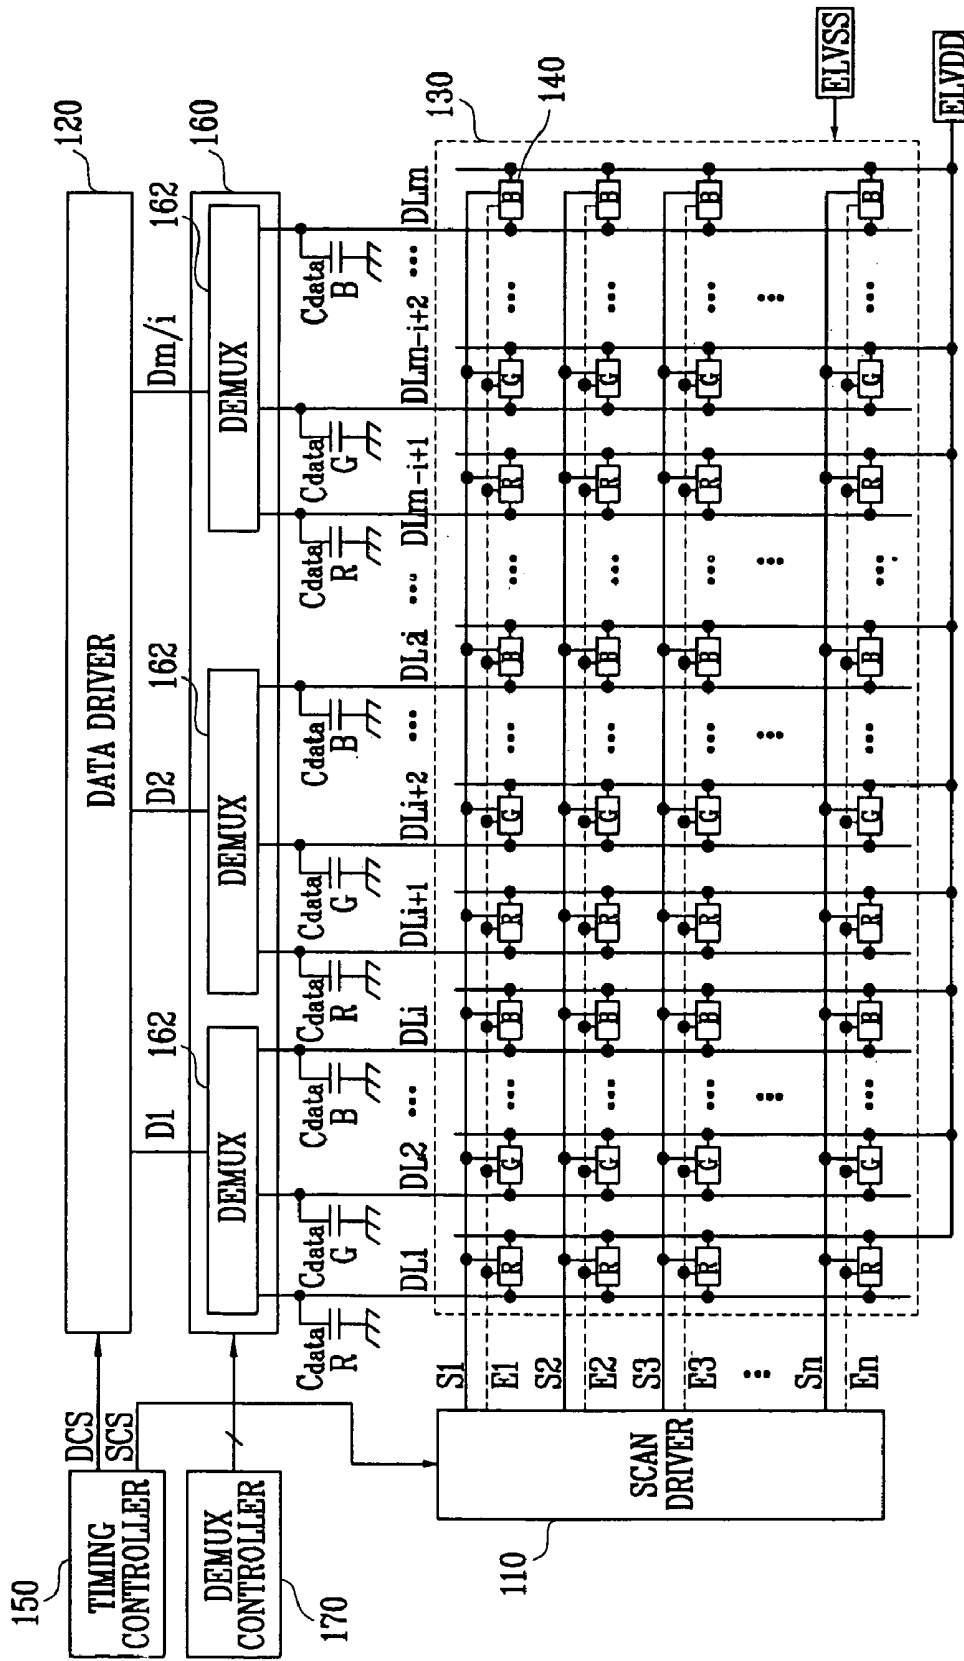 120
DATA DRIVER
150
TIMING
CONTROLLER
DCS
SCS
D1
D2
Dm/i
160
162
162
162
DEMUX
DEMUX
DEMUX
DEMUX
CONTROLLER
170
Cdata
R
Cdata
G
Cdata
B
Cdata
R
Cdata
G
Cdata
B
Cdata
R
Cdata
G
Cdata
B
DL1
DL2
...
DLi
DLi+1
DLi+2
...
DL2i
...
DLm-i+1
DLm-i+2
...
DLm
130
140
110
SCAN
DRIVER
S1
E1
R G ... B R G ... B ... R G ... B
S2
E2
R G ... B R G ... B ... R G ... B
S3
E3
R G ... B R G ... B ... R G ... B
...
Sn
En
R G ... B R G ... B ... R G ... B
ELVSS
ELVDD